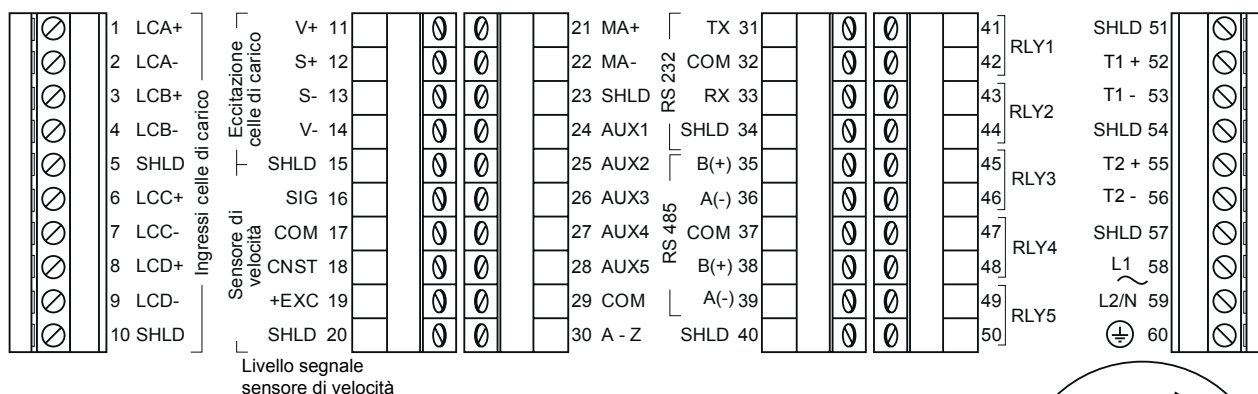 1 LCA+
2 LCA-
3 LCB+
4 LCB-
5 SHLD
6 LCC+
7 LCC-
8 LCD+
9 LCD-
10 SHLD
Ingressi celle di carico
Eccitazione
celle di carico
Sensore di
velocità
V+ 11
S+ 12
S- 13
V- 14
SHLD 15
SIG 16
COM 17
CNST 18
+EXC 19
SHLD 20
Livello segnale
sensore di velocità
21 MA+
22 MA-
23 SHLD
24 AUX1
25 AUX2
26 AUX3
27 AUX4
28 AUX5
29 COM
30 A - Z
RS 232
RS 485
TX 31
COM 32
RX 33
SHLD 34
B(+) 35
A(-) 36
COM 37
B(+) 38
A(-) 39
SHLD 40
41
42
RLY1
43
44
RLY2
45
46
RLY3
47
48
RLY4
49
50
RLY5
SHLD 51
T1 + 52
T1 - 53
SHLD 54
T2 + 55
T2 - 56
SHLD 57
L1 58
L2/N 59
60